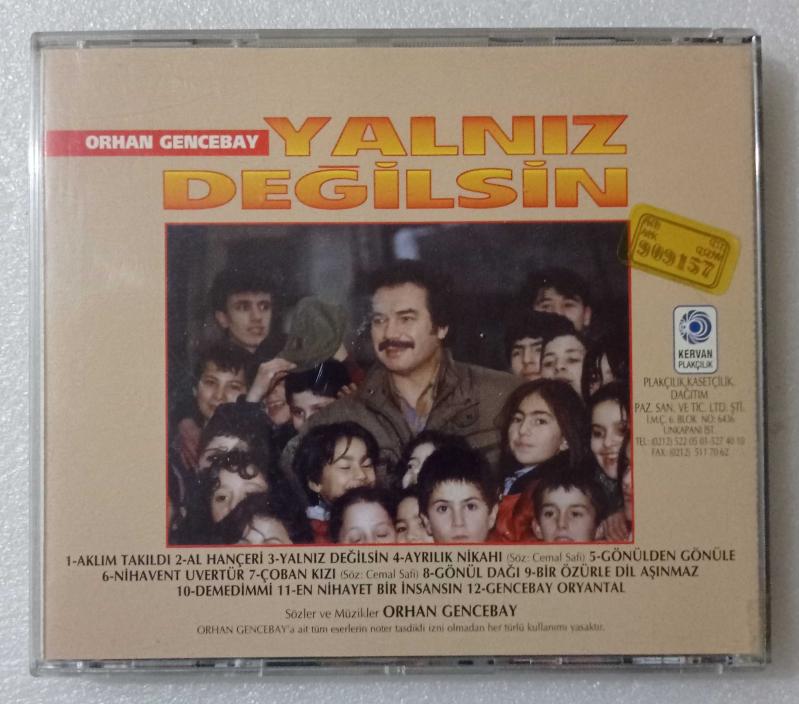 ORHAN GENCEBAY
YALNIZ
DEĞİLSİN
909157
KERVAN
PLAKÇILIK
PLAKÇILIK, KASETÇİLİK,
DAĞITIM
PAZ. SAN. VE TİC. LTD. ŞTİ.
İ.M.Ç. 6. BLOK NO: 6436
UNKAPANI İST.
TEL: (0212) 522 05 01-527 40 10
FAX: (0212) 511 70 62
1-AKLIM TAKILDI 2-AL HANÇERİ 3-YALNIZ DEĞİLSİN 4-AYRILIK NİKAHI (Söz: Cemal Safi) 5-GÖNÜLDEN GÖNÜLE
6-NİHAVENT UVERTÜR 7-ÇOBAN KIZI (Söz: Cemal Safi) 8-GÖNÜL DAĞI 9-BİR ÖZÜRLE DİL AŞINMAZ
10-DEMEDİMMİ 11-EN NİHAYET BİR İNSANSIN 12-GENCEBAY ORYANTAL
Sözler ve Müzikler ORHAN GENCEBAY
ORHAN GENCEBAY'a ait tüm eserlerin noter tasdikli izni olmadan her türlü kullanımı yasaktır.